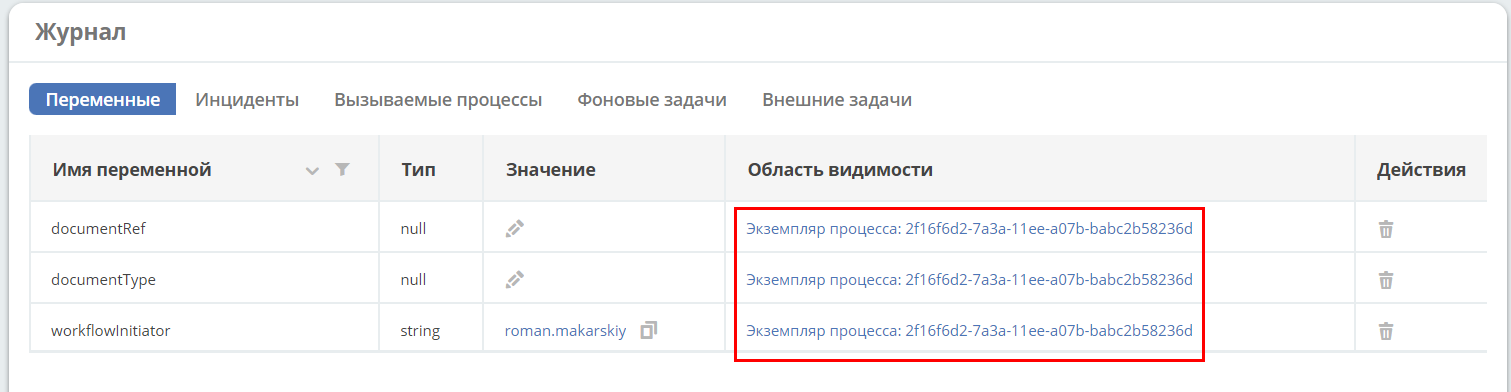 Журнал
Переменные Инциденты Вызываемые процессы Фоновые задачи Внешние задачи
Имя переменной Тип Значение Область видимости Действия
documentRef null Экземпляр процесса: 2f16f6d2-7a3a-11ee-a07b-babc2b58236d
documentType null Экземпляр процесса: 2f16f6d2-7a3a-11ee-a07b-babc2b58236d
workflowInitiator string roman.makarskiy Экземпляр процесса: 2f16f6d2-7a3a-11ee-a07b-babc2b58236d